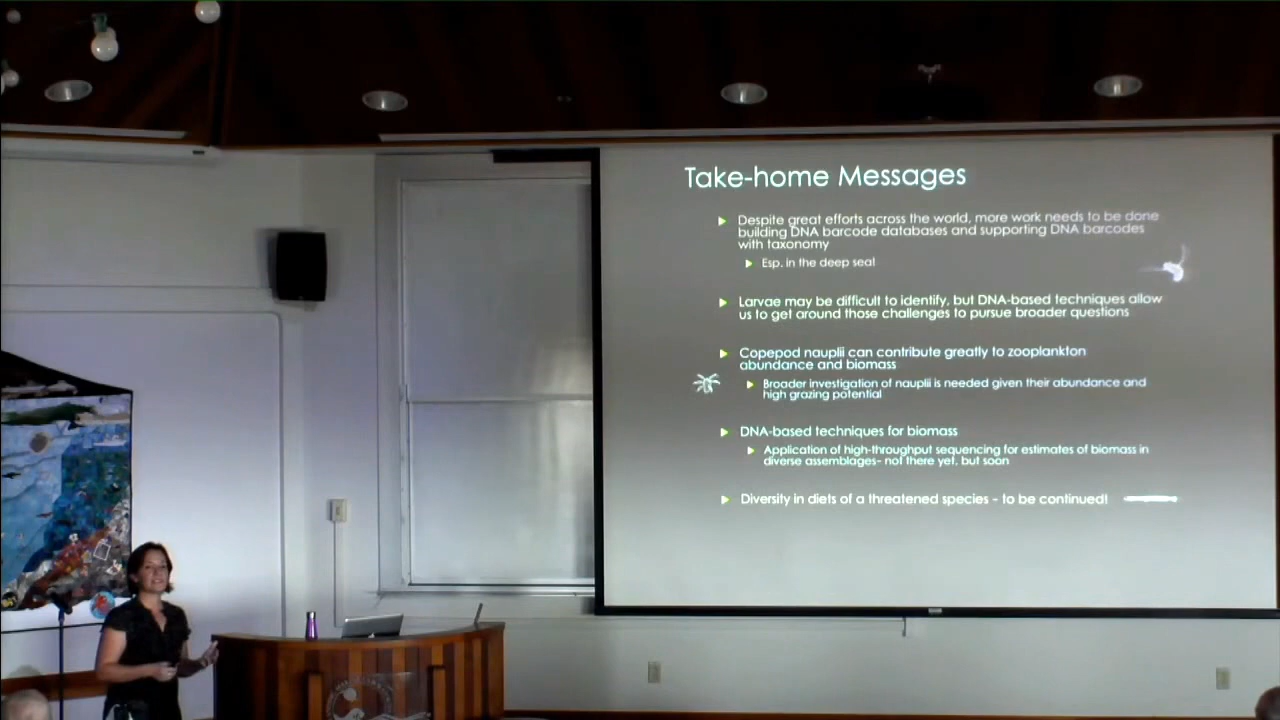 Take-home Messages
Despite great efforts across the world, more work needs to be done
building DNA barcode databases and supporting DNA barcodes
with taxonomy
Esp. in the deep sea!
Larvae may be difficult to identify, but DNA-based techniques allow
us to get around those challenges to pursue broader questions
Copepod nauplii can contribute greatly to zooplankton
abundance and biomass
Broader investigation of nauplii is needed given their abundance and
high grazing potential
DNA-based techniques for biomass
Application of high-throughput sequencing for estimates of biomass in
diverse assemblages- not there yet, but soon
Diversity in diets of a threatened species - to be continued!